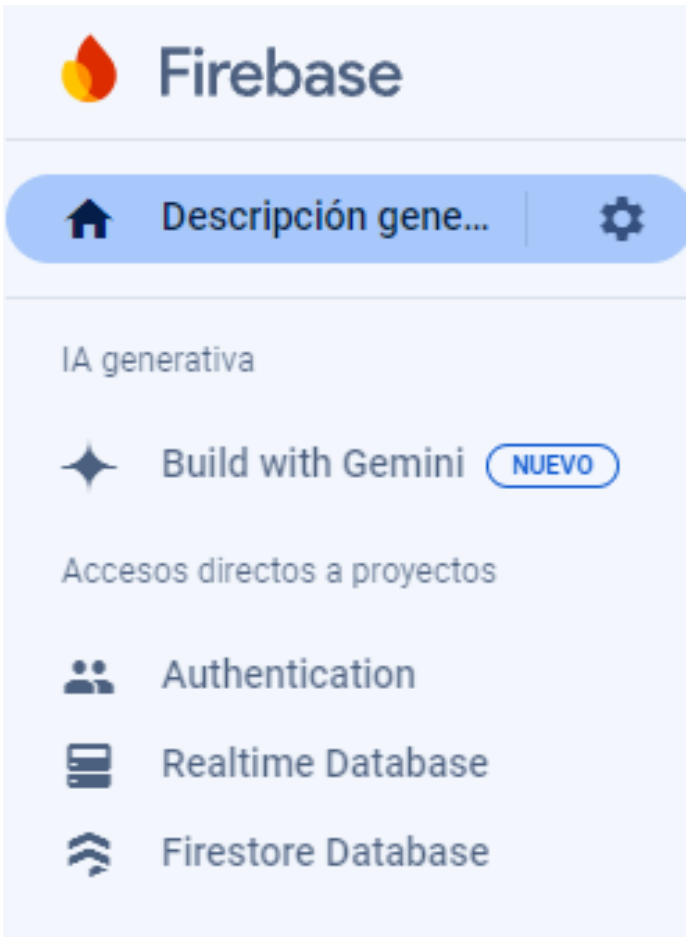 Firebase
Descripción gene...
IA generativa
Build with Gemini NUEVO
Accesos directos a proyectos
Authentication
Realtime Database
Firestore Database